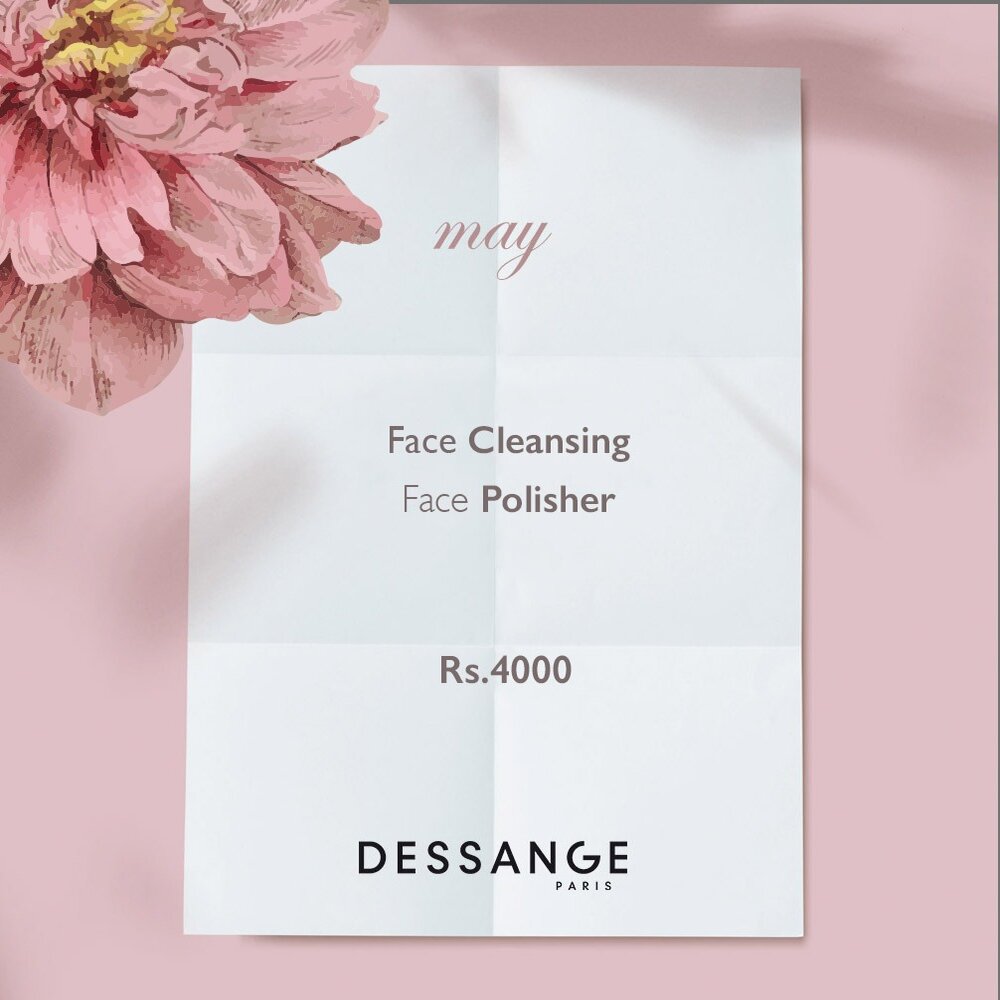 may
Face Cleansing
Face Polisher
Rs.4000
DESSANGE
PARIS